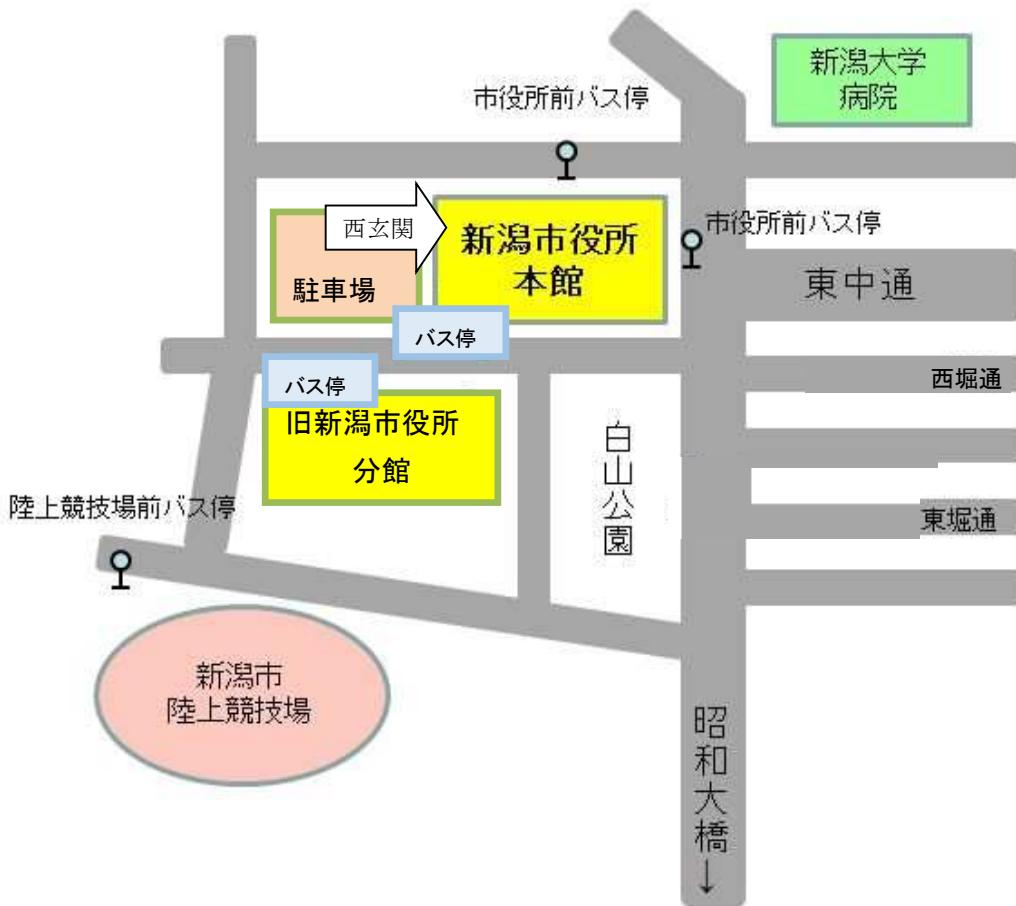 新潟大学
病院
市役所前バス停
西玄関
新潟市役所
本館
市役所前バス停
駐車場
東中通
バス停
バス停
西堀通
旧新潟市役所
分館
白山公園
陸上競技場前バス停
東堀通
新潟市
陸上競技場
昭和大橋↓